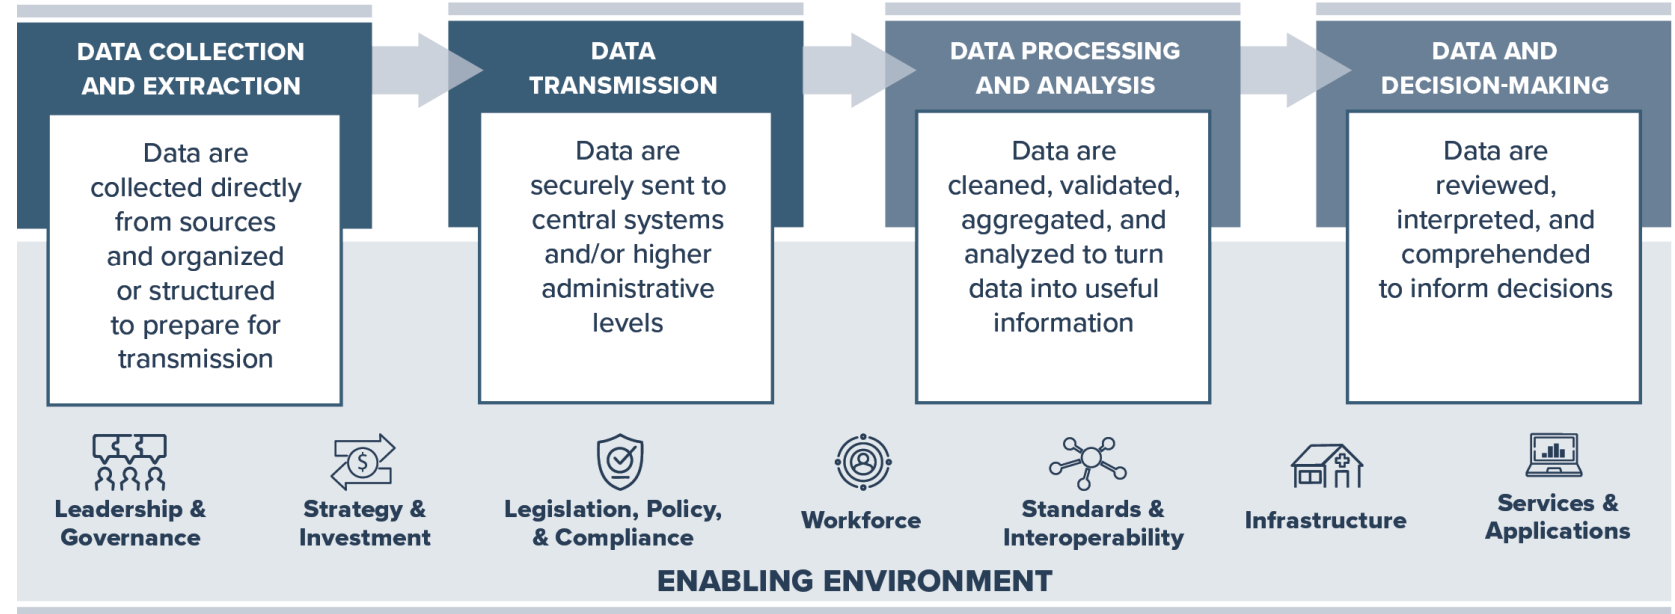 DATA COLLECTION
AND EXTRACTION
Data are
collected directly
from sources
and organized
or structured
to prepare for
transmission
DATA
TRANSMISSION
Data are
securely sent to
central systems
and/or higher
administrative
levels
DATA PROCESSING
AND ANALYSIS
Data are
cleaned, validated,
aggregated, and
analyzed to turn
data into useful
information
DATA AND
DECISION-MAKING
Data are
reviewed,
interpreted, and
comprehended
to inform decisions
Leadership &
Governance
$
Strategy &
Investment
Legislation, Policy,
& Compliance
Workforce
Standards &
Interoperability
Infrastructure
Services &
Applications
ENABLING ENVIRONMENT